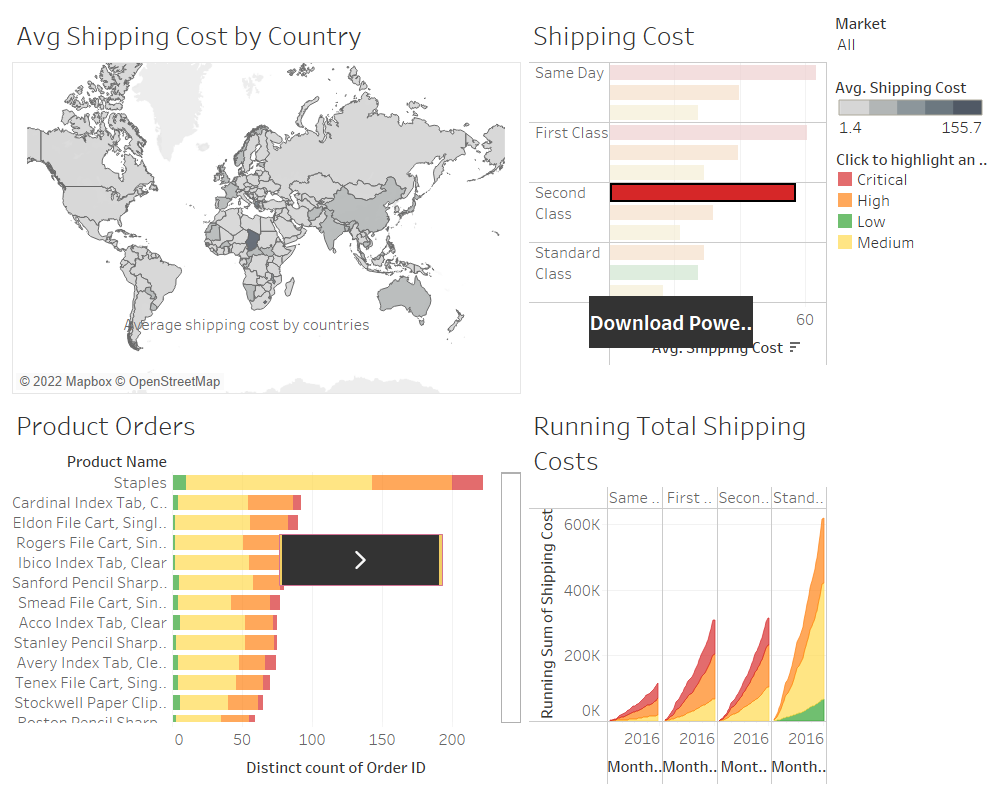 Avg Shipping Cost by Country
Average shipping cost by countries
© 2022 Mapbox © OpenStreetMap
Shipping Cost
Same Day
First Class
Second
Class
Standard
Class
Download Powe..
60
Avg. Shipping Cost
Market
All
Avg. Shipping Cost
1.4 155.7
Click to highlight an ..
Critical
High
Low
Medium
Product Orders
Product Name
Staples
Cardinal Index Tab, C..
Eldon File Cart, Singl..
Rogers File Cart, Sin..
Ibico Index Tab, Clear
Sanford Pencil Sharp..
Smead File Cart, Sin..
Acco Index Tab, Clear
Stanley Pencil Sharp..
Avery Index Tab, Cle..
Tenex File Cart, Sing..
Stockwell Paper Clip..
Boston Pencil Sharp..
0 50 100 150 200
Distinct count of Order ID
Running Total Shipping
Costs
Same .. First .. Secon.. Stand..
Running Sum of Shipping Cost
600K
400K
200K
0K
2016 2016 2016 2016
Month.. Month.. Mont.. Month..